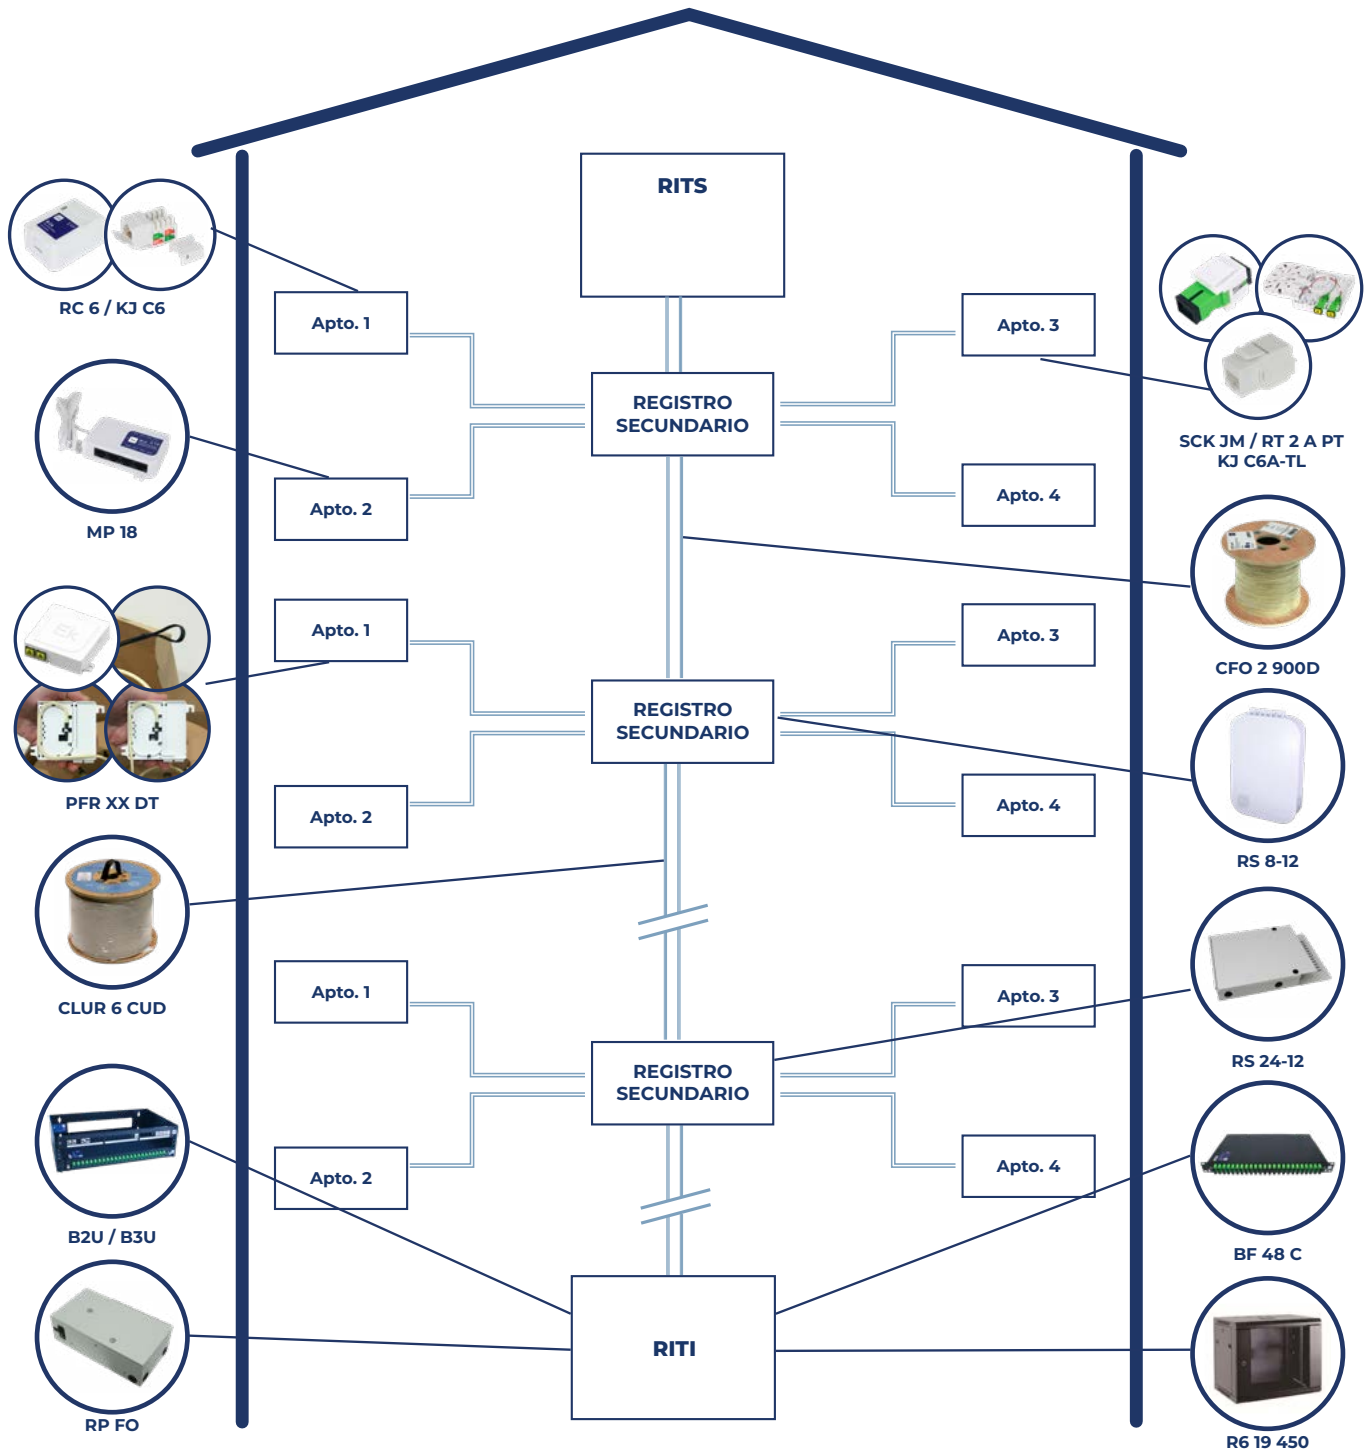 RITS
RC 6 / KJ C6
Apto. 1
Apto. 3
REGISTRO
SECUNDARIO
SCK JM / RT 2 A PT
KJ C6A-TL
MP 18
Apto. 2
Apto. 4
CFO 2 900D
Apto. 1
Apto. 3
EK
REGISTRO
SECUNDARIO
PFR XX DT
Apto. 2
Apto. 4
RS 8-12
CLUR 6 CUD
Apto. 1
Apto. 3
REGISTRO
SECUNDARIO
RS 24-12
Apto. 2
Apto. 4
B2U / B3U
BF 48 C
RITI
RP FO
R6 19 450